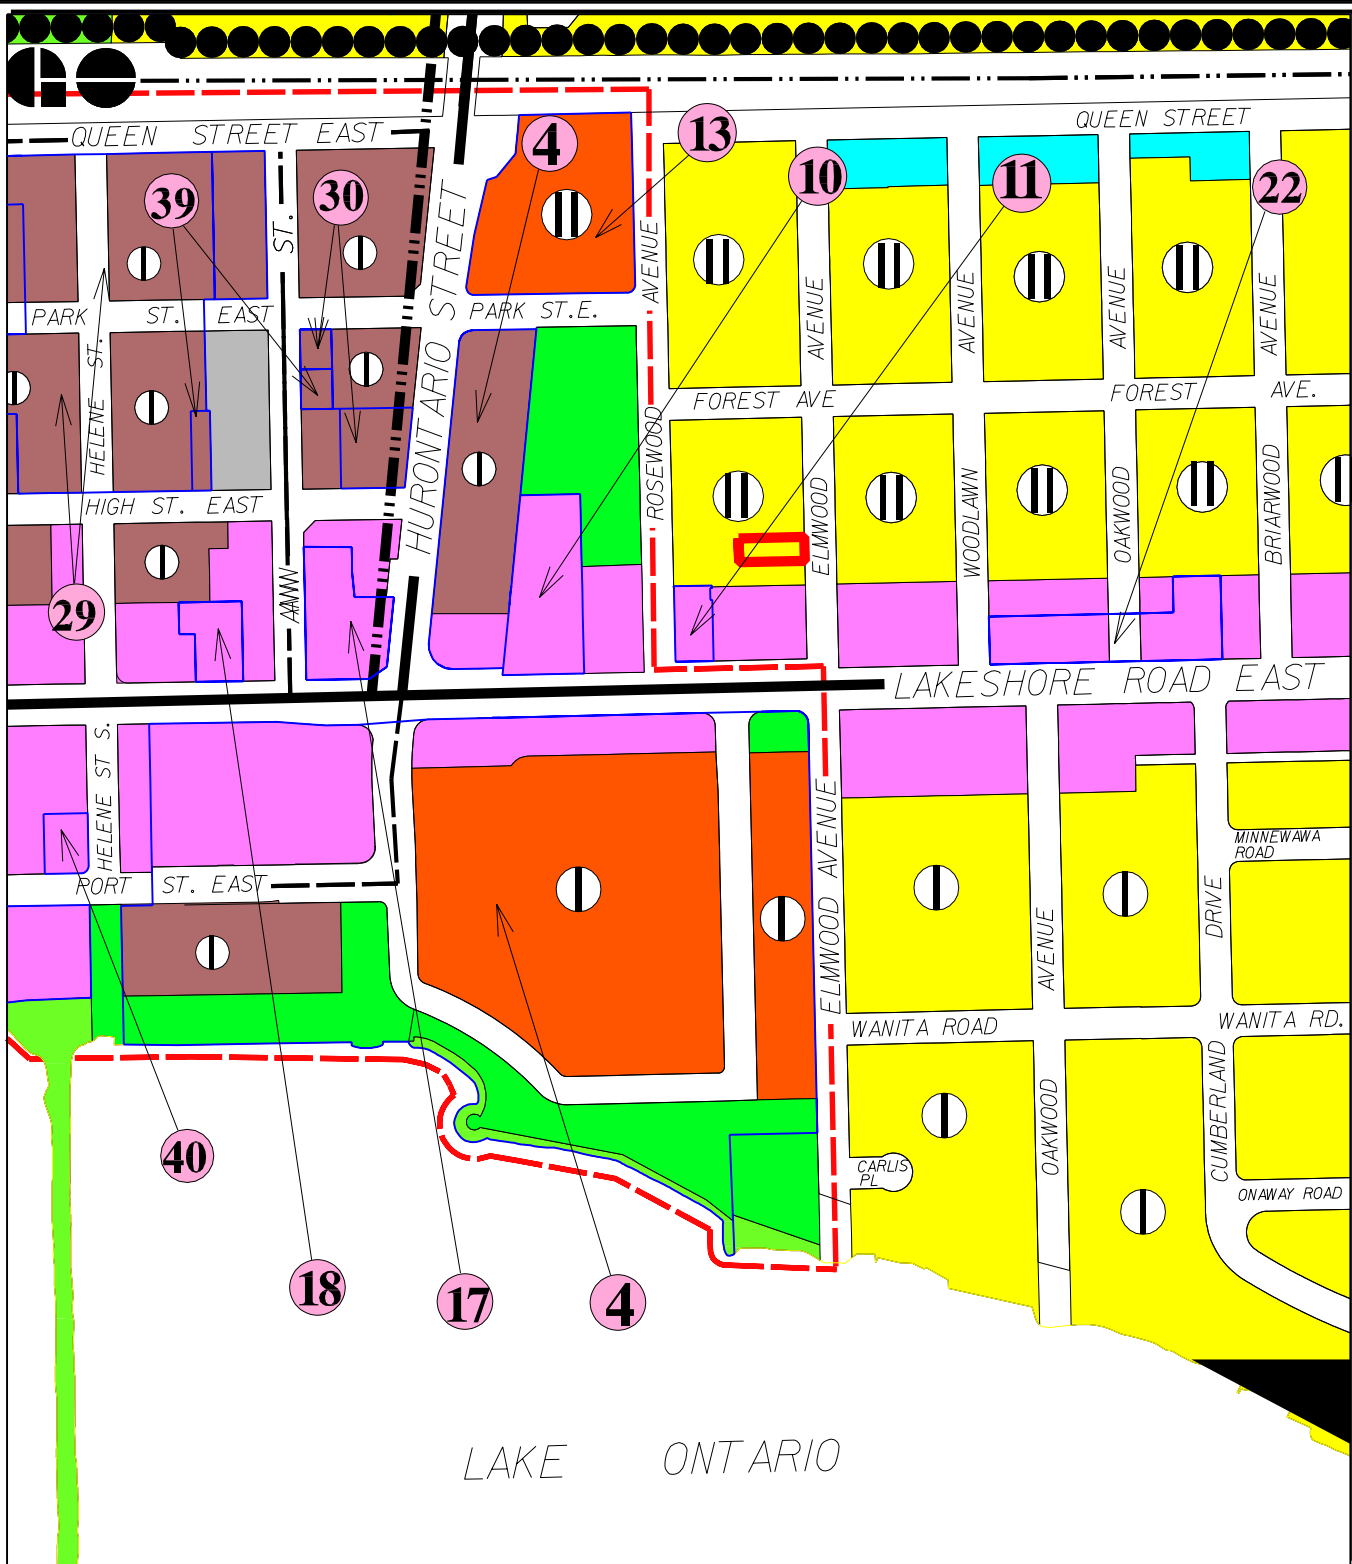 GO
QUEEN STREET EAST
QUEEN STREET
4
13
10
11
22
39
30
ST.
HURONTARIO STREET
AVENUE
AVENUE
AVENUE
AVENUE
AVENUE
PARK ST. EAST
PARK ST.E.
HELENE ST.
FOREST AVE
FOREST AVE.
ROSEWOOD
ELMWOOD
WOODLAWN
OAKWOOD
BRIARWOOD
HIGH ST. EAST
ANN
29
LAKESHORE ROAD EAST
HELENE ST S.
ELMWOOD AVENUE
MINNEWAWA
ROAD
PORT ST. EAST
AVENUE
DRIVE
WANITA ROAD
WANITA RD.
OAKWOOD
CUMBERLAND
40
CARLIS
PL
ONAWAY ROAD
18
17
4
LAKE ONTARIO